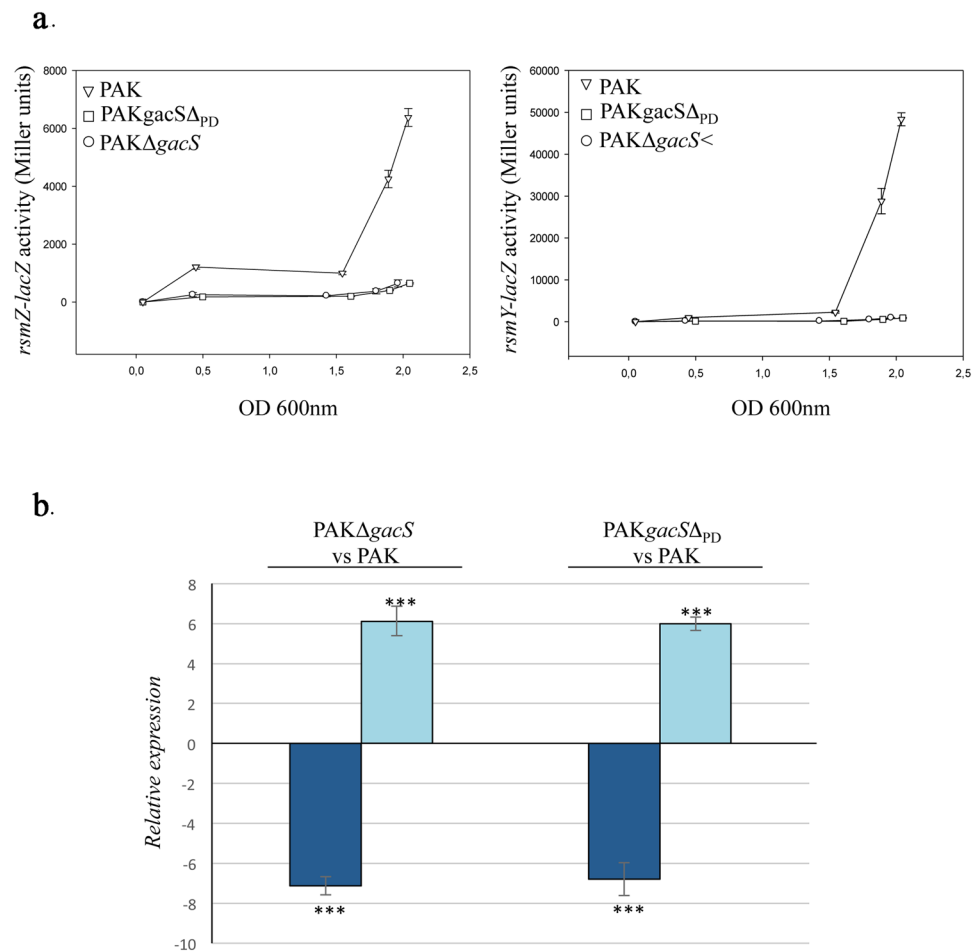 a.
rsmZ-lacZ activity (Miller units)
8000
6000
4000
2000
0
▽ PAK
□ PAKgacSΔPD
○ PAKΔgacS
0,0 0,5 1,0 1,5 2,0 2,5
OD 600nm
rsmY-lacZ activity (Miller units)
60000
50000
40000
30000
20000
10000
0
▽ PAK
□ PAKgacSΔPD
○ PAKΔgacS<
0,0 0,5 1,0 1,5 2,0 2,5
OD 600nm
b.
PAKΔgacS
vs PAK
PAKgacSΔPD
vs PAK
Relative expression
8
6
4
2
0
-2
-4
-6
-8
-10
*** ***
*** ***